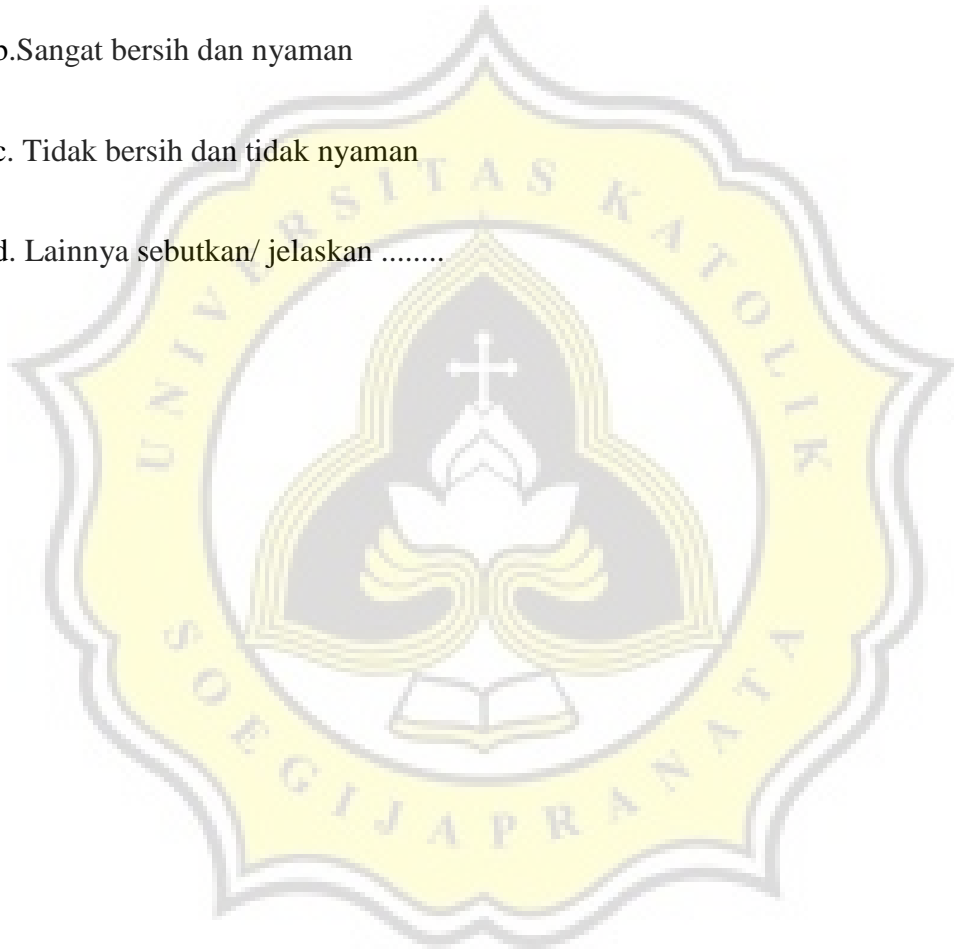 b.Sangat bersih dan nyaman
c. Tidak bersih dan tidak nyaman
d. Lainnya sebutkan/ jelaskan ........
UNIVERSITAS KATOLIK
SOEGIJAPRANATA